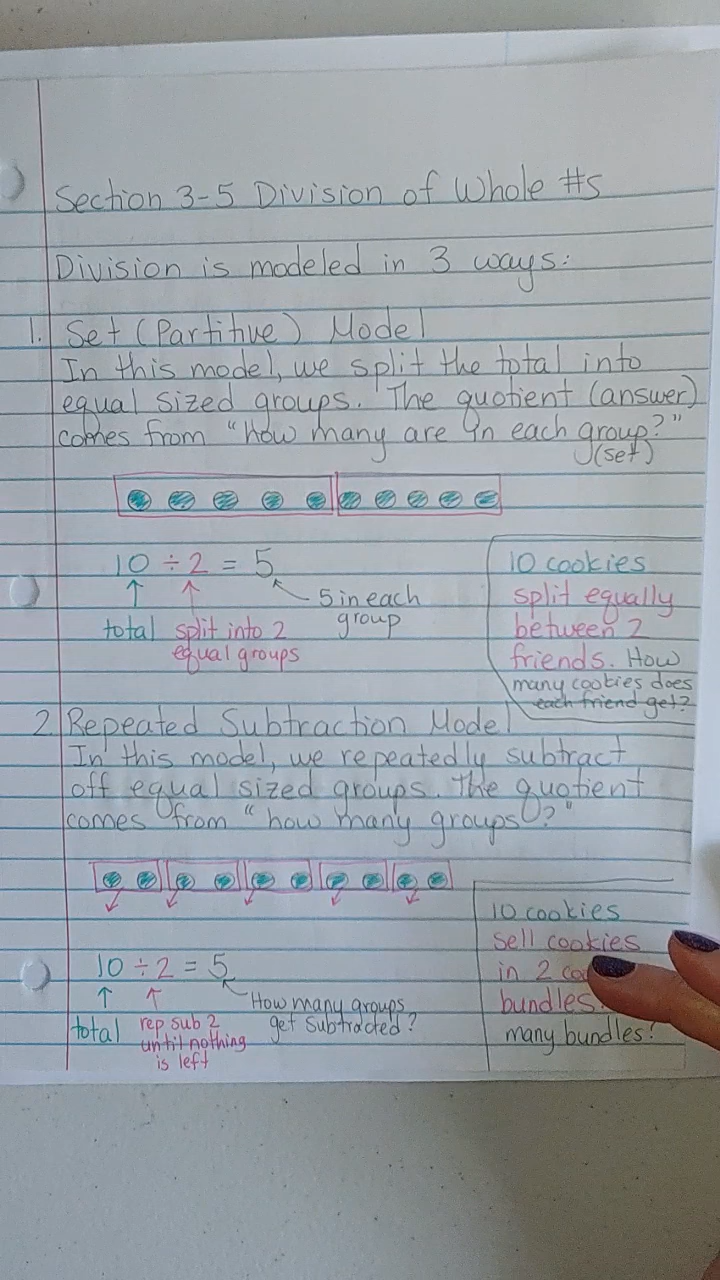 Section 3-5 Division of Whole #s
Division is modeled in 3 ways:
1. Set (Partitive) Model
In this model, we split the total into
equal sized groups. The quotient (answer)
comes from "how many are in each group?"
(set)
10 ÷ 2 = 5
5 in each
group
total split into 2
equal groups
10 cookies
split equally
between 2
friends. How
many cookies does
each friend get?
2. Repeated Subtraction Model
In this model, we repeatedly subtract
off equal sized groups. The quotient
comes from "how many groups?"
10 ÷ 2 = 5
How many groups
get subtracted?
total rep sub 2
until nothing
is left
10 cookies
sell cookies
in 2
bundles.
many bundles?